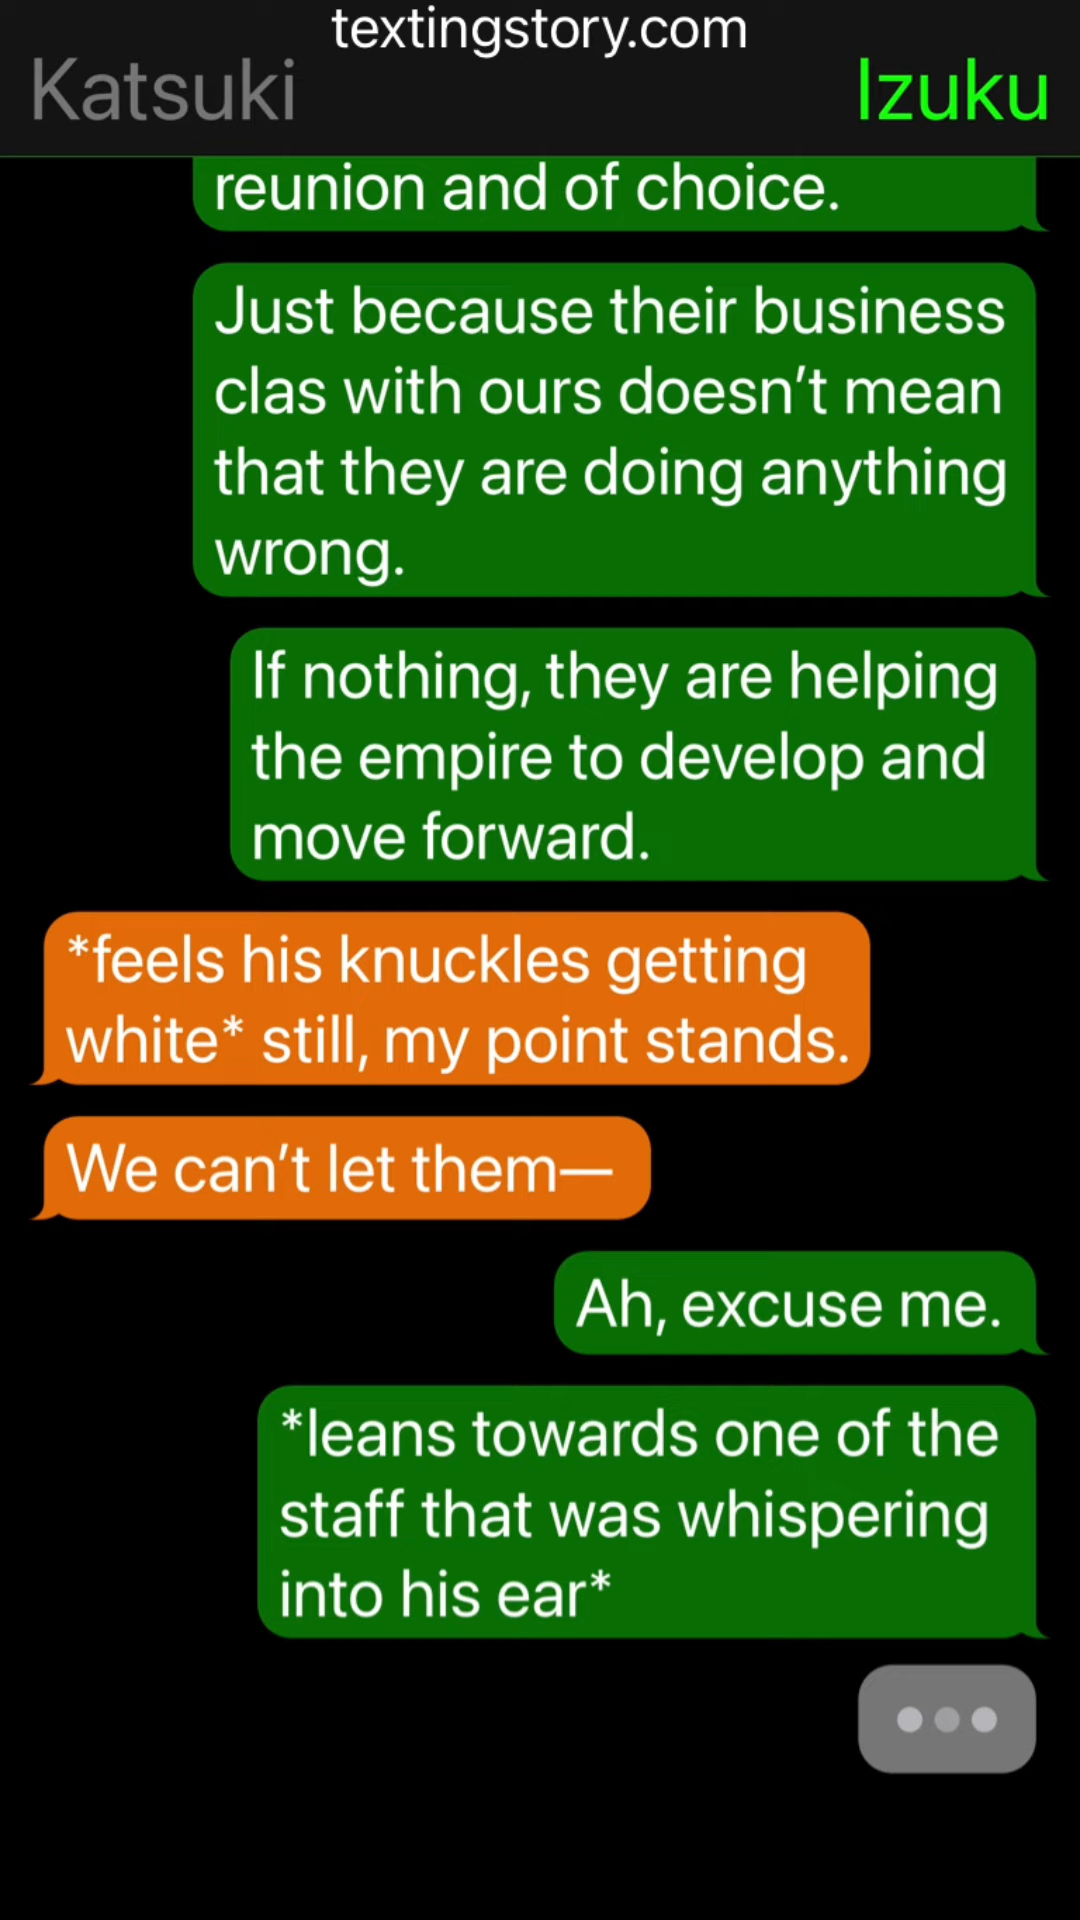 textingstory.com
Katsuki
Izuku
reunion and of choice.
Just because their business
clas with ours doesn’t mean
that they are doing anything
wrong.
If nothing, they are helping
the empire to develop and
move forward.
*feels his knuckles getting
white* still, my point stands.
We can’t let them—
Ah, excuse me.
*leans towards one of the
staff that was whispering
into his ear*